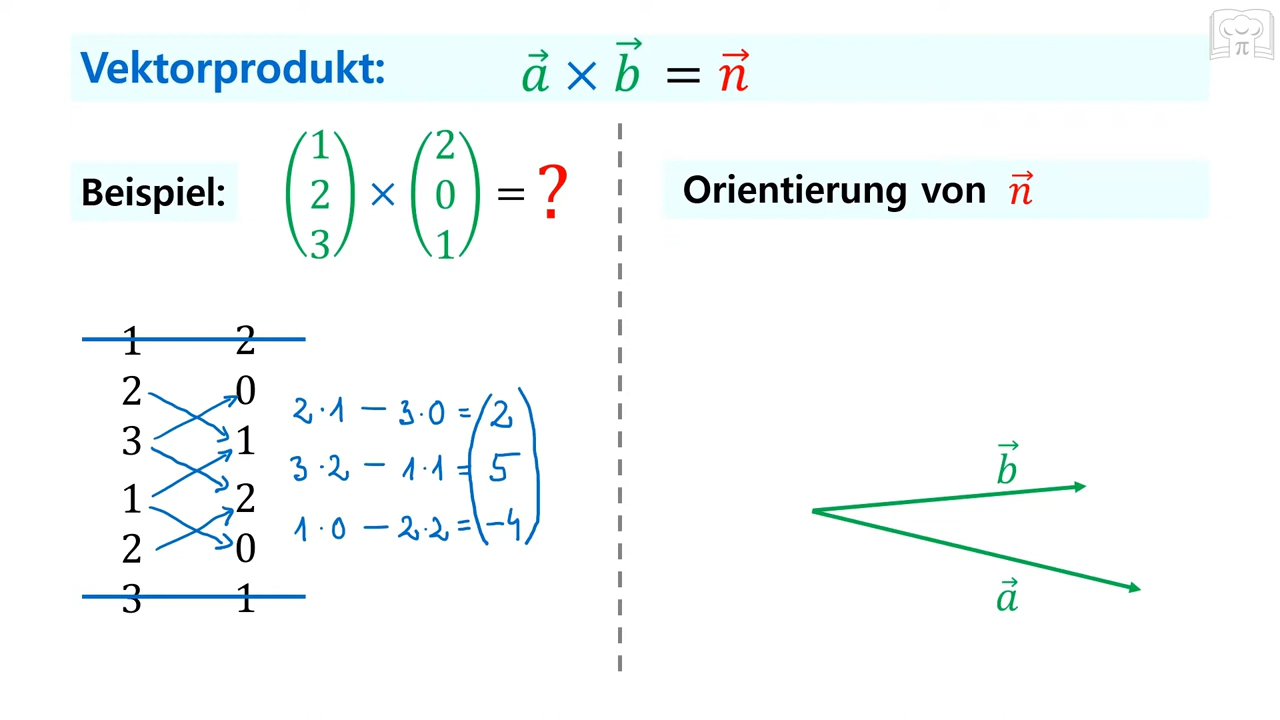 Vektorprodukt: a⃗ × b⃗ = n⃗
Beispiel: (1 2 3) × (2 0 1) = ?
1 2
2 0
3 1
1 2
2 0
3 1
2·1 − 3·0 = (2
3·2 − 1·1 = 5
1·0 − 2·2 = −4)
Orientierung von n⃗
b⃗
a⃗
π